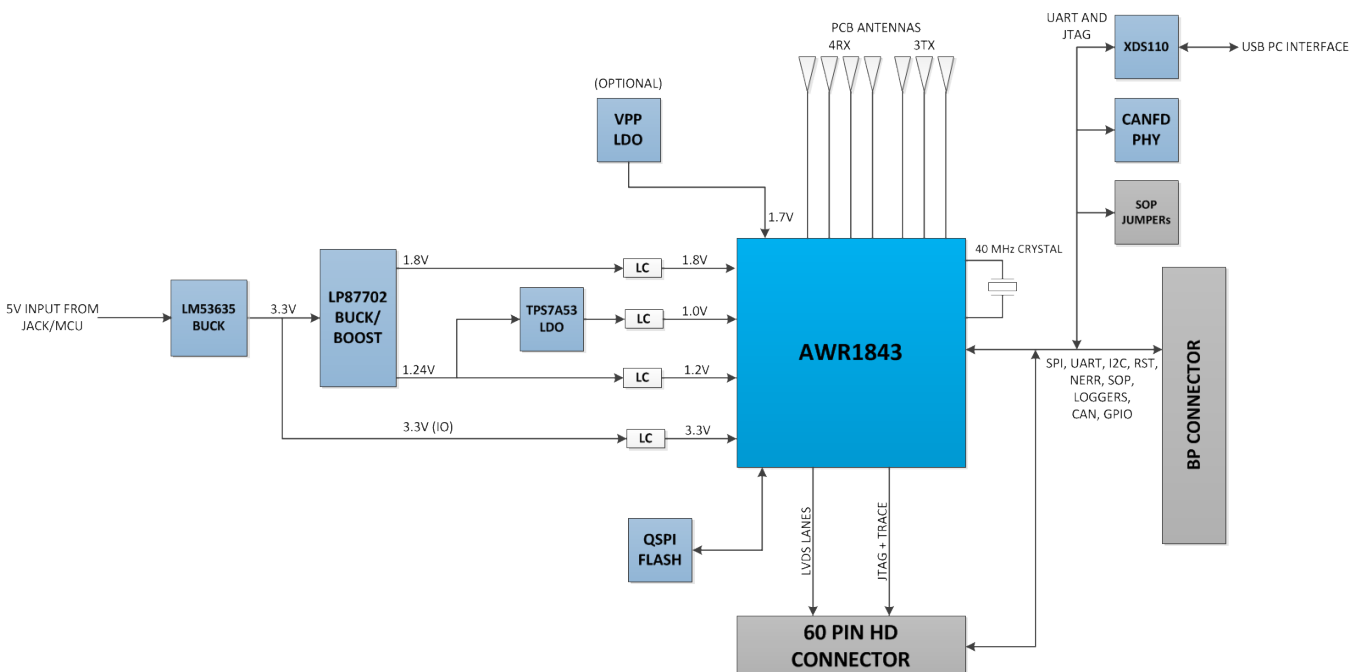 PCB ANTENNAS
4RX
3TX
UART AND
JTAG
XDS110
USB PC INTERFACE
(OPTIONAL)
VPP
LDO
CANFD
PHY
1.7V
SOP
JUMPERs
40 MHz CRYSTAL
1.8V
LC
1.8V
5V INPUT FROM
JACK/MCU
LM53635
BUCK
3.3V
LP87702
BUCK/
BOOST
TPS7A53
LDO
LC
1.0V
AWR1843
1.24V
LC
1.2V
SPI, UART, I2C, RST,
NERR, SOP,
LOGGERS,
CAN, GPIO
BP CONNECTOR
3.3V (IO)
LC
3.3V
QSPI
FLASH
LVDS LANES
JTAG + TRACE
60 PIN HD
CONNECTOR